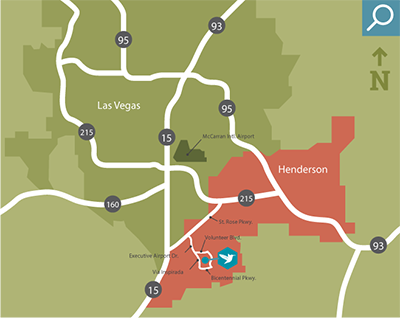 93
95
N
Las Vegas
95
215
15
McCarran Intl. Airport
Henderson
215
160
St. Rose Pkwy.
Volunteer Blvd.
93
Executive Airport Dr.
Via Inspirada
Bicentennial Pkwy.
15